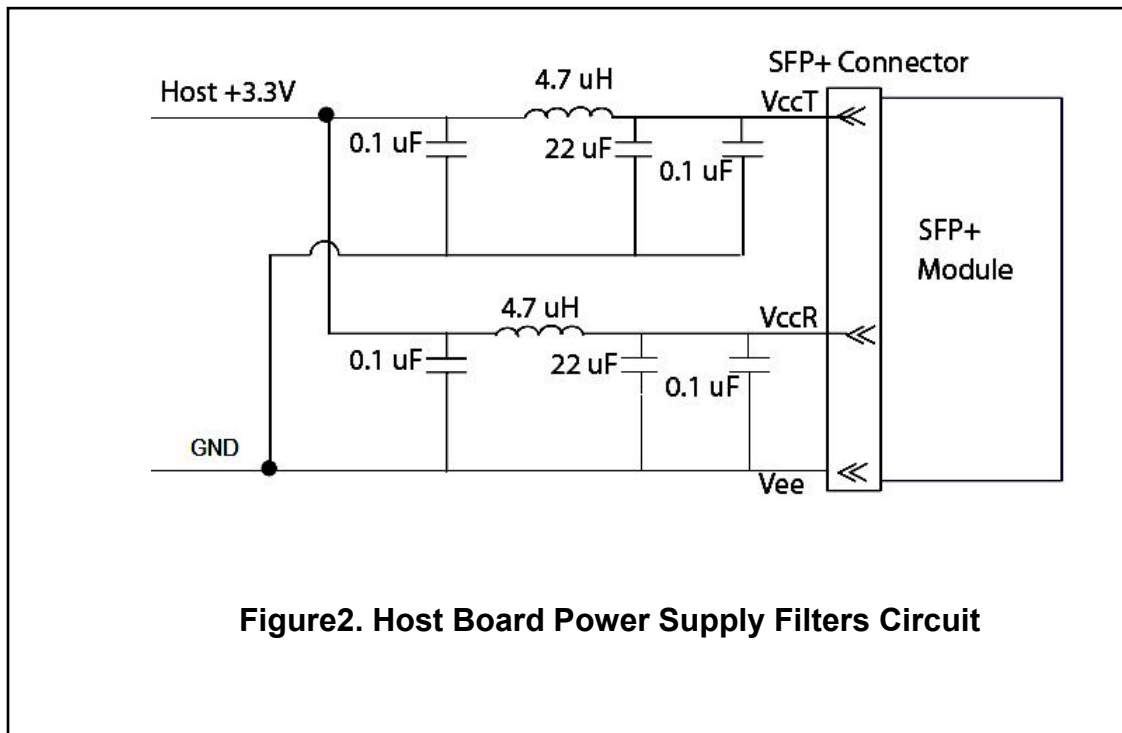 SFP+ Connector
4.7 uH
Host +3.3V
VccT
0.1 uF
22 uF
0.1 uF
SFP+
Module
4.7 uH
VccR
0.1 uF
22 uF
0.1 uF
GND
Vee
Figure2. Host Board Power Supply Filters Circuit